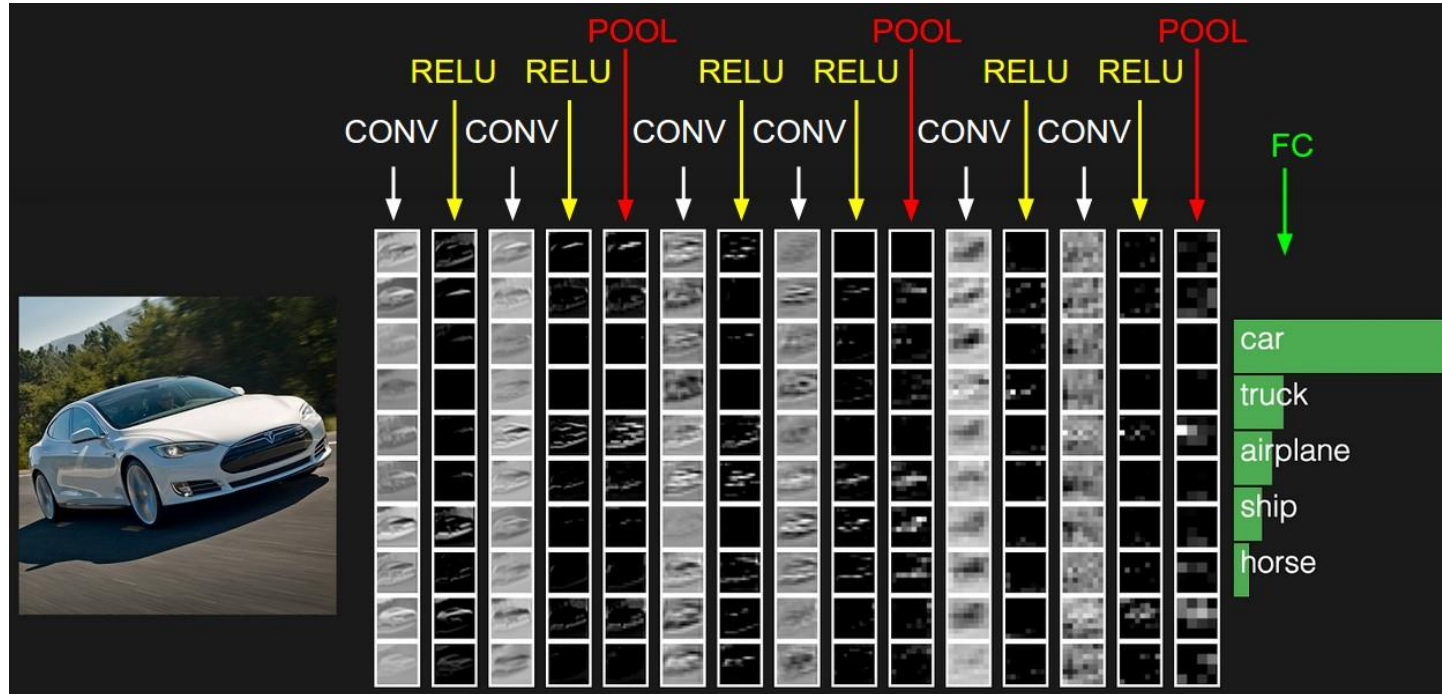 POOL POOL POOL
RELU RELU RELU RELU RELU RELU
CONV CONV CONV CONV CONV CONV
FC
car
truck
airplane
ship
horse